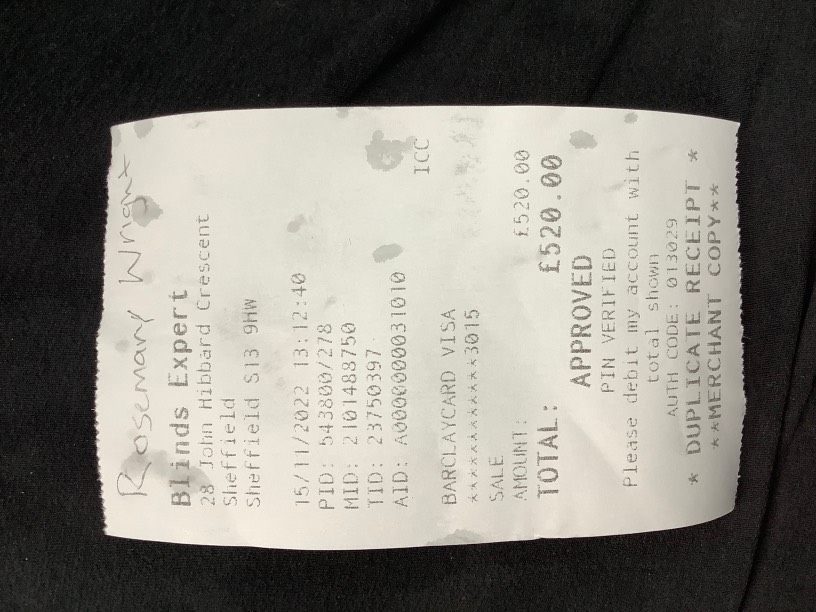 Rosemary Wright
Blinds Expert
28 John Hibbard Crescent
Sheffield
Sheffield S13 9HW
15/11/2022 13:12:40
PID: 543800/278
MID: 2101488750
TID: 23750397
AID: A0000000031010
ICC
BARCLAYCARD VISA
************3015
SALE
AMOUNT: £520.00
TOTAL: £520.00
APPROVED
PIN VERIFIED
Please debit my account with
total shown
AUTH CODE: 013029
* DUPLICATE RECEIPT *
**MERCHANT COPY**